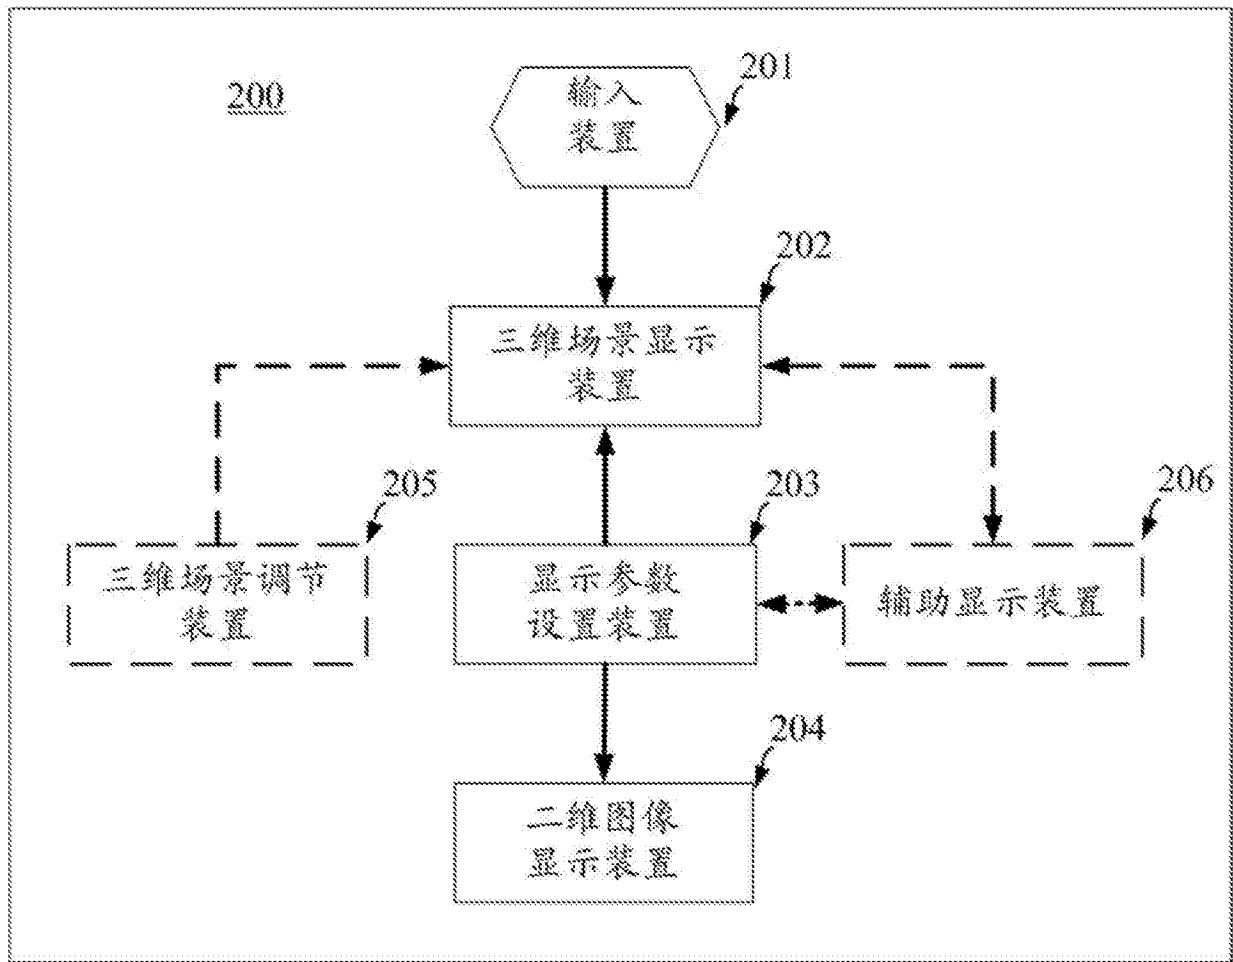 200
201
输入
装置
202
三维场景显示
装置
205
三维场景调节
装置
203
显示参数
设置装置
206
辅助显示装置
204
二维图像
显示装置